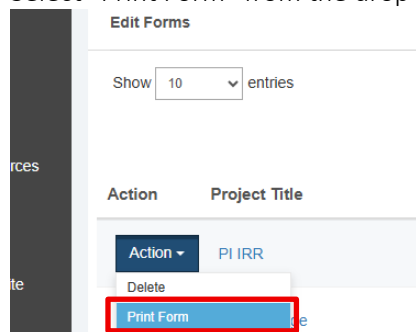 Edit Forms
Show 10 entries
rces
Action Project Title
Action PI IRR
te
Delete
Print Form